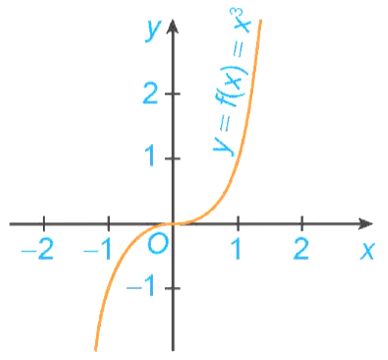 y
y = f(x) = x³
2
1
−2 −1 O 1 2 x
−1